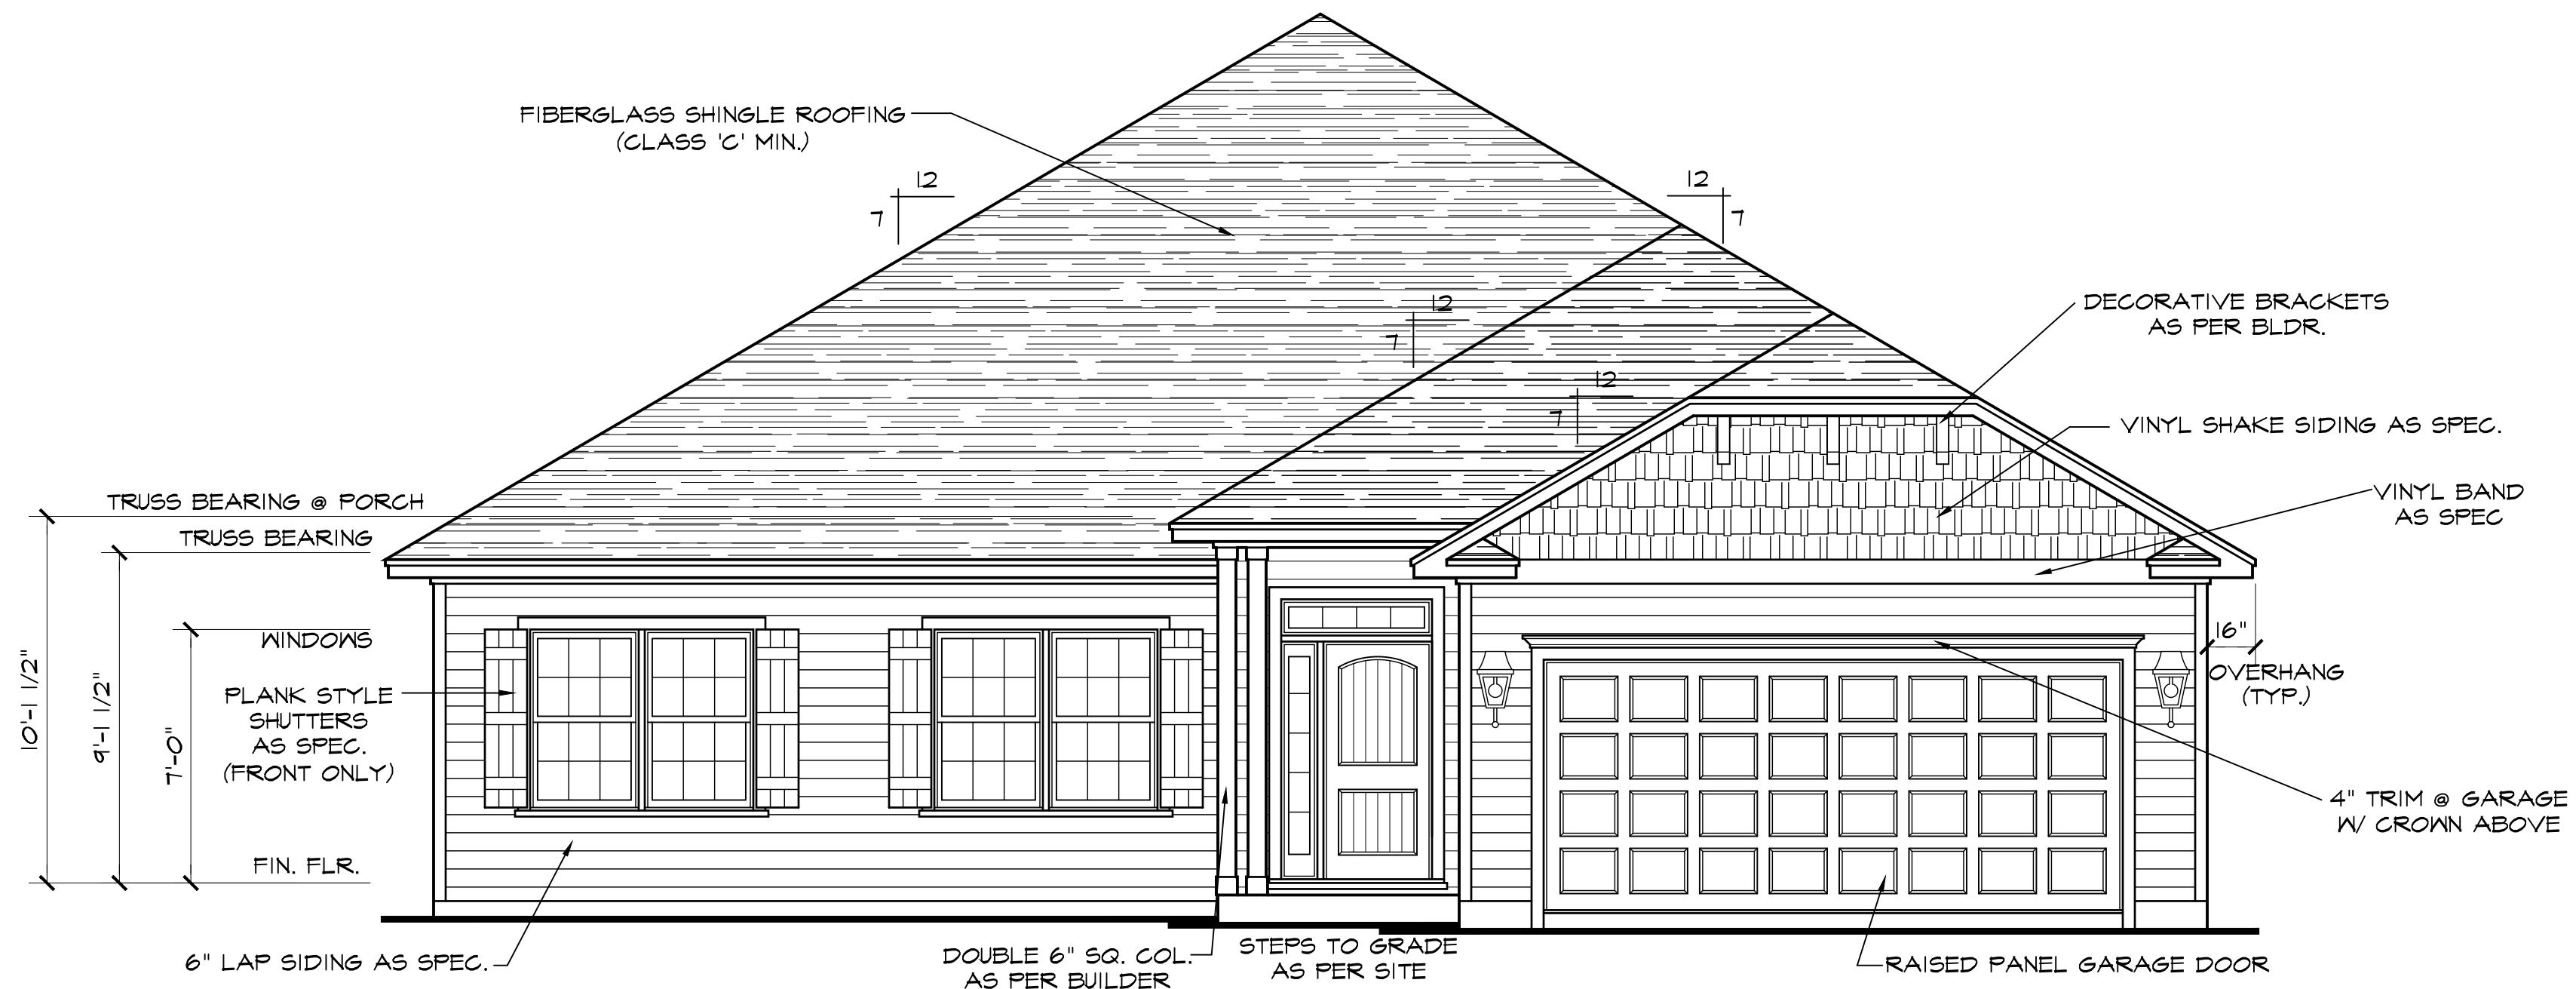 FIBERGLASS SHINGLE ROOFING
(CLASS 'C' MIN.)
12
7
12
7
12
7
12
7
DECORATIVE BRACKETS
AS PER BLDR.
VINYL SHAKE SIDING AS SPEC.
VINYL BAND
AS SPEC
TRUSS BEARING @ PORCH
TRUSS BEARING
WINDOWS
PLANK STYLE
SHUTTERS
AS SPEC.
(FRONT ONLY)
FIN. FLR.
10'-1 1/2"
9'-1 1/2"
7'-0"
16"
OVERHANG
(TYP.)
4" TRIM @ GARAGE
W/ CROWN ABOVE
6" LAP SIDING AS SPEC.
DOUBLE 6" SQ. COL.
AS PER BUILDER
STEPS TO GRADE
AS PER SITE
RAISED PANEL GARAGE DOOR